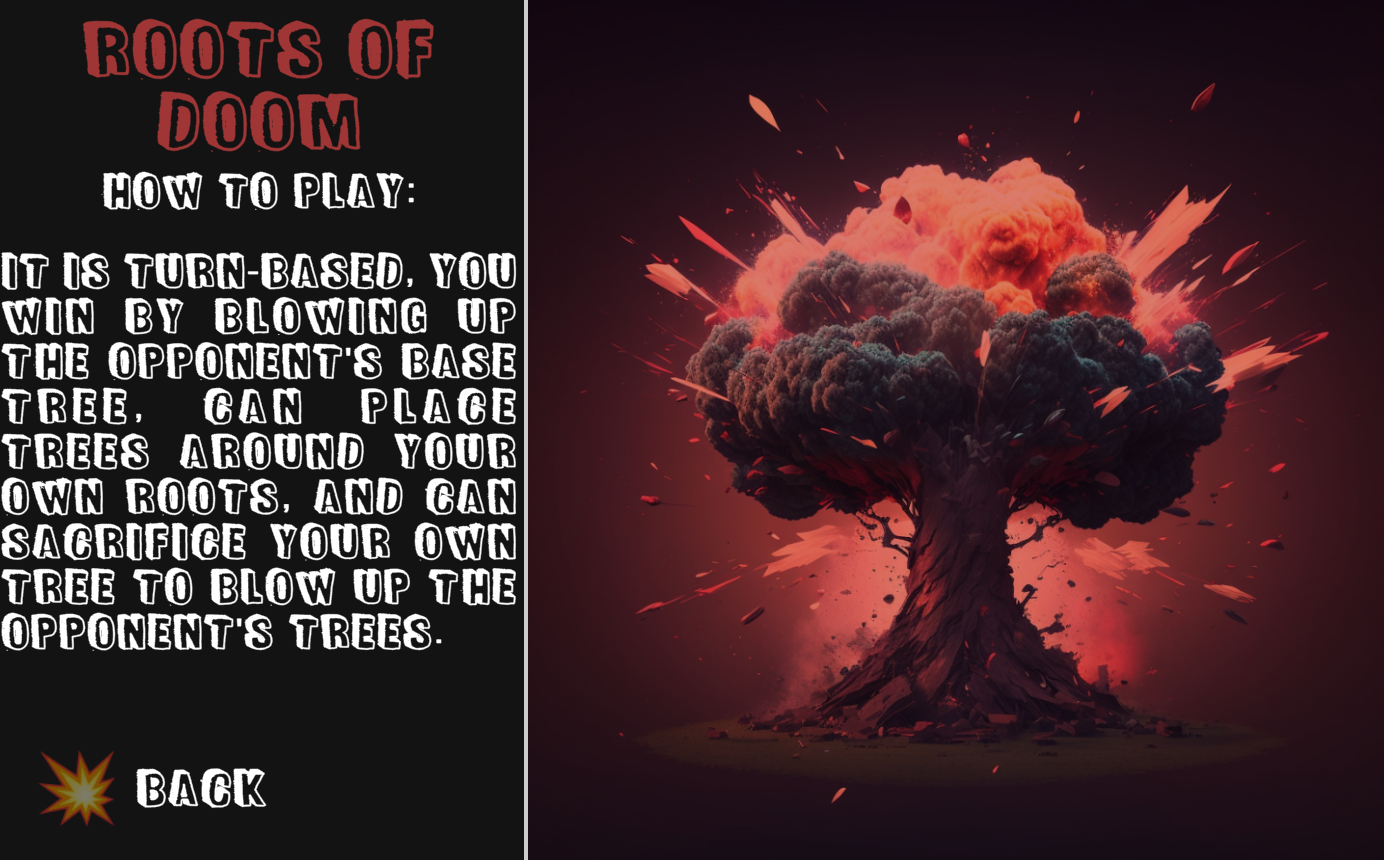 ROOTS OF
DOOM
HOW TO PLAY:
IT IS TURN-BASED, YOU
WIN BY BLOWING UP
THE OPPONENT'S BASE
TREE, CAN PLACE
TREES AROUND YOUR
OWN ROOTS, AND CAN
SACRIFICE YOUR OWN
TREE TO BLOW UP THE
OPPONENT'S TREES.
BACK